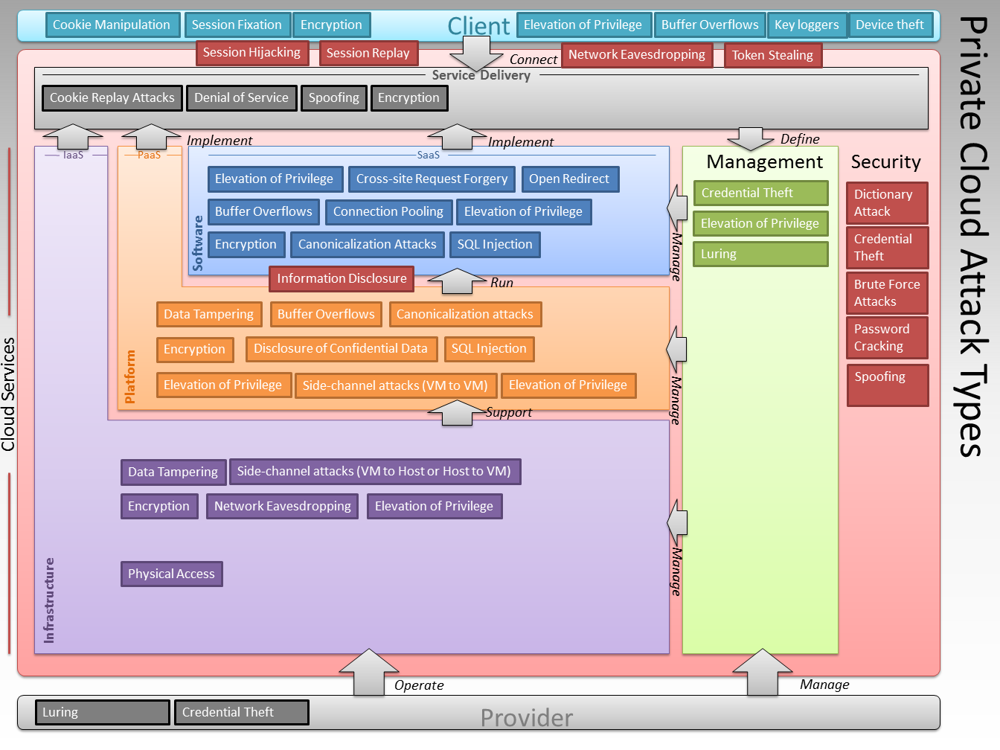 Private Cloud Attack Types
Cookie Manipulation
Session Fixation
Encryption
Client
Elevation of Privilege
Buffer Overflows
Key loggers
Device theft
Session Hijacking
Session Replay
Connect
Network Eavesdropping
Token Stealing
Service Delivery
Cookie Replay Attacks
Denial of Service
Spoofing
Encryption
Implement
Implement
Define
Cloud Services
IaaS
PaaS
SaaS
Software
Elevation of Privilege
Cross-site Request Forgery
Open Redirect
Buffer Overflows
Connection Pooling
Elevation of Privilege
Encryption
Canonicalization Attacks
SQL Injection
Manage
Information Disclosure
Run
Platform
Data Tampering
Buffer Overflows
Canonicalization attacks
Encryption
Disclosure of Confidential Data
SQL Injection
Elevation of Privilege
Side-channel attacks (VM to VM)
Elevation of Privilege
Manage
Support
Infrastructure
Data Tampering
Side-channel attacks (VM to Host or Host to VM)
Encryption
Network Eavesdropping
Elevation of Privilege
Physical Access
Manage
Management
Credential Theft
Elevation of Privilege
Luring
Security
Dictionary
Attack
Credential
Theft
Brute Force
Attacks
Password
Cracking
Spoofing
Operate
Manage
Luring
Credential Theft
Provider